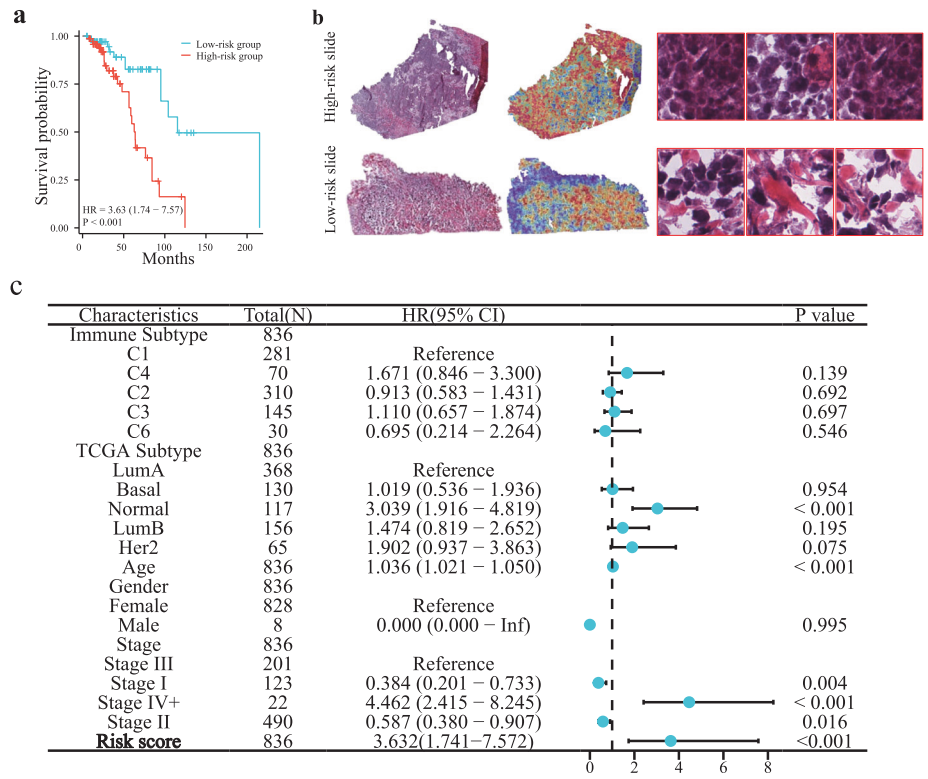 a
1.00
0.75
0.50
0.25
0.00
Survival probability
Low-risk group
High-risk group
HR = 3.63 (1.74 − 7.57)
P < 0.001
0 50 100 150 200
Months
b
High-risk slide
Low-risk slide
c
Characteristics Total(N) HR(95% CI) P value
Immune Subtype 836
C1 281 Reference
C4 70 1.671 (0.846 − 3.300) 0.139
C2 310 0.913 (0.583 − 1.431) 0.692
C3 145 1.110 (0.657 − 1.874) 0.697
C6 30 0.695 (0.214 − 2.264) 0.546
TCGA Subtype 836
LumA 368 Reference
Basal 130 1.019 (0.536 − 1.936) 0.954
Normal 117 3.039 (1.916 − 4.819) < 0.001
LumB 156 1.474 (0.819 − 2.652) 0.195
Her2 65 1.902 (0.937 − 3.863) 0.075
Age 836 1.036 (1.021 − 1.050) < 0.001
Gender 836
Female 828 Reference
Male 8 0.000 (0.000 − Inf) 0.995
Stage 836
Stage III 201 Reference
Stage I 123 0.384 (0.201 − 0.733) 0.004
Stage IV+ 22 4.462 (2.415 − 8.245) < 0.001
Stage II 490 0.587 (0.380 − 0.907) 0.016
Risk score 836 3.632(1.741−7.572) <0.001
0 2 4 6 8